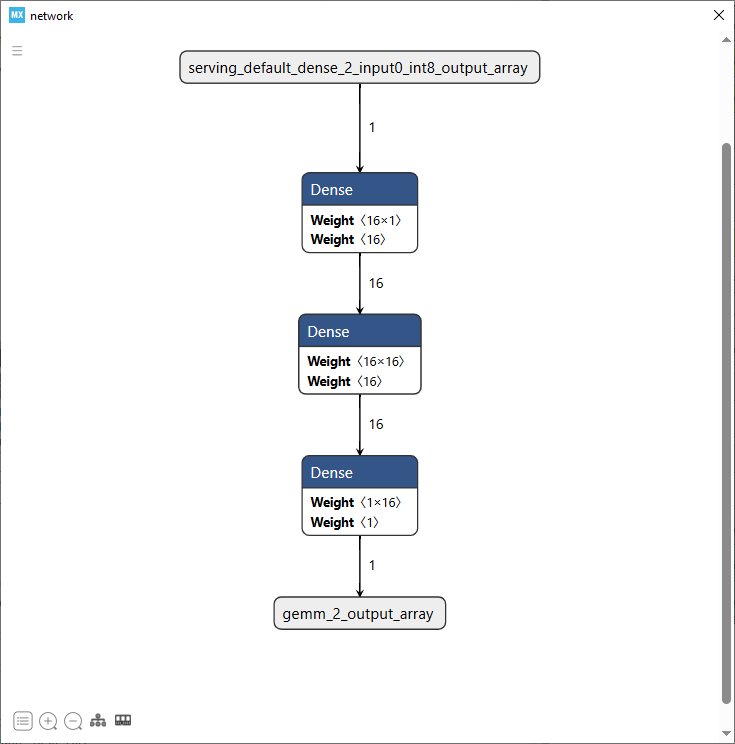 MX network
serving_default_dense_2_input0_int8_output_array
1
Dense
Weight〈16×1〉
Weight〈16〉
16
Dense
Weight〈16×16〉
Weight〈16〉
16
Dense
Weight〈1×16〉
Weight〈1〉
1
gemm_2_output_array